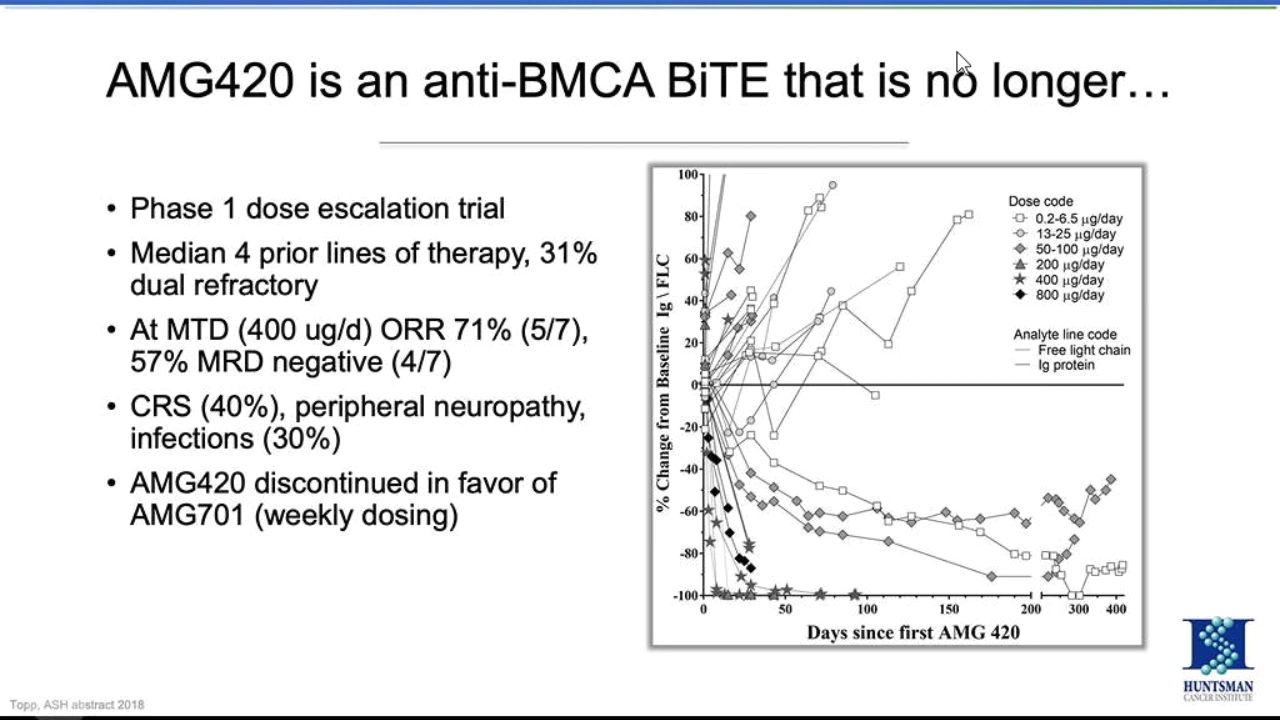 AMG420 is an anti-BMCA BiTE that is no longer…
• Phase 1 dose escalation trial
• Median 4 prior lines of therapy, 31%
dual refractory
• At MTD (400 ug/d) ORR 71% (5/7),
57% MRD negative (4/7)
• CRS (40%), peripheral neuropathy,
infections (30%)
• AMG420 discontinued in favor of
AMG701 (weekly dosing)
% Change from Baseline Ig \ FLC
100
80
60
40
20
0
-20
-40
-60
-80
-100
Dose code
0.2-6.5 µg/day
13-25 µg/day
50-100 µg/day
200 µg/day
400 µg/day
800 µg/day
Analyte line code
Free light chain
Ig protein
0 50 100 150 200 300 400
Days since first AMG 420
HUNTSMAN
CANCER INSTITUTE
Topp, ASH abstract 2018